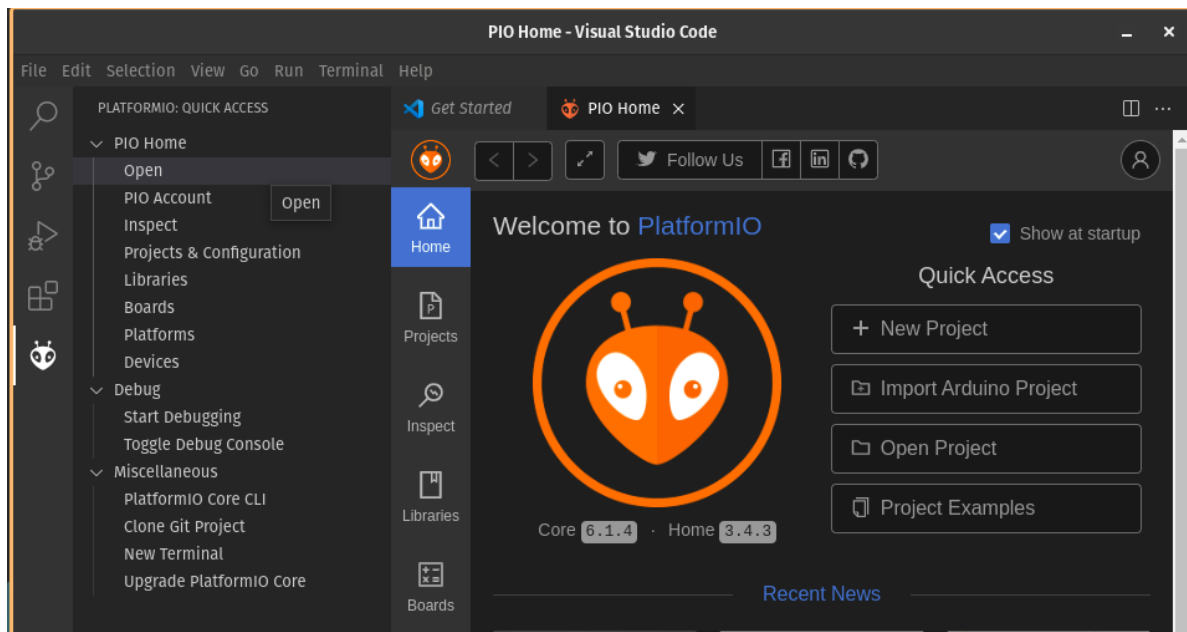 PIO Home - Visual Studio Code
File Edit Selection View Go Run Terminal Help
PLATFORMIO: QUICK ACCESS
PIO Home
Open
PIO Account
Inspect
Projects & Configuration
Libraries
Boards
Platforms
Devices
Debug
Start Debugging
Toggle Debug Console
Miscellaneous
PlatformIO Core CLI
Clone Git Project
New Terminal
Upgrade PlatformIO Core
Open
Get Started
PIO Home
Follow Us
Home
Projects
Inspect
Libraries
Boards
Welcome to PlatformIO
Show at startup
Quick Access
New Project
Import Arduino Project
Open Project
Project Examples
Core 6.1.4 · Home 3.4.3
Recent News